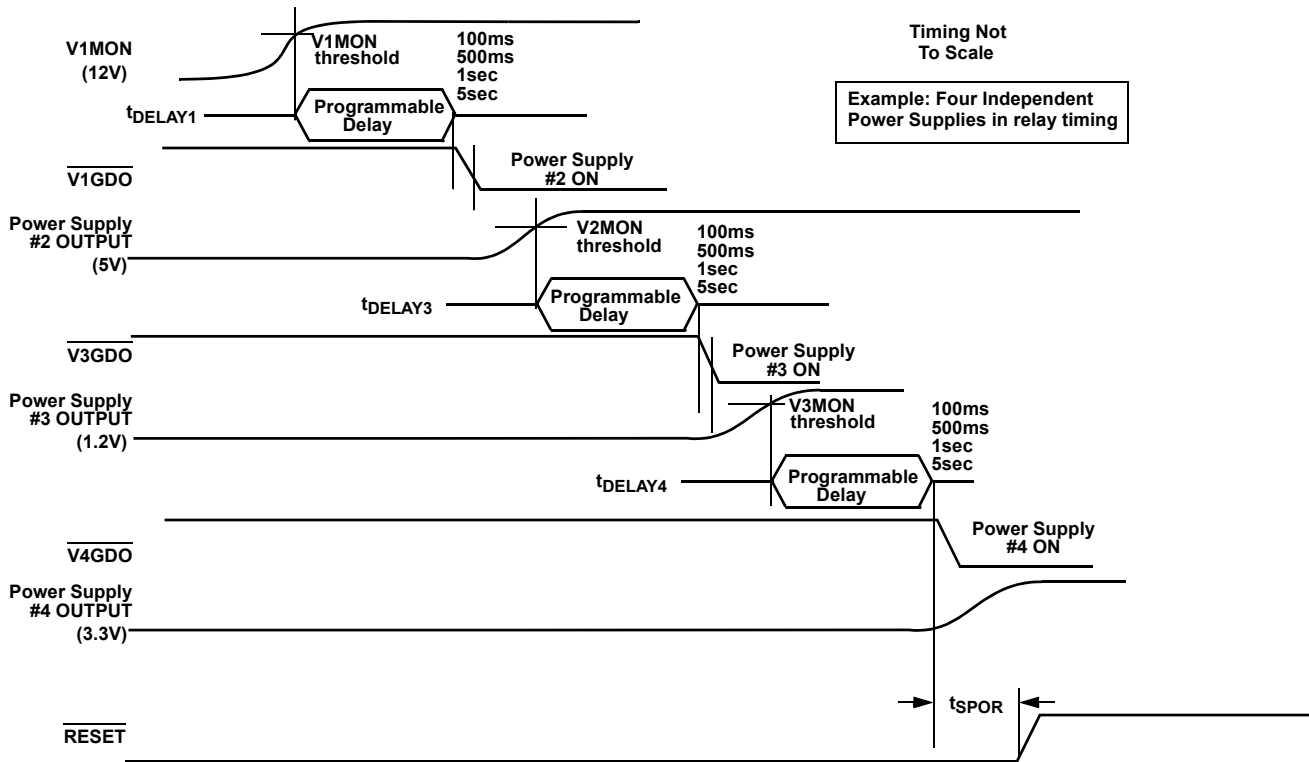 Timing Not
To Scale
Example: Four Independent
Power Supplies in relay timing
V1MON
(12V)
V1MON
threshold
100ms
500ms
1sec
5sec
tDELAY1
Programmable
Delay
V1GDO
Power Supply
#2 ON
Power Supply
#2 OUTPUT
(5V)
V2MON
threshold
100ms
500ms
1sec
5sec
tDELAY3
Programmable
Delay
V3GDO
Power Supply
#3 ON
Power Supply
#3 OUTPUT
(1.2V)
V3MON
threshold
100ms
500ms
1sec
5sec
tDELAY4
Programmable
Delay
V4GDO
Power Supply
#4 ON
Power Supply
#4 OUTPUT
(3.3V)
tSPOR
RESET